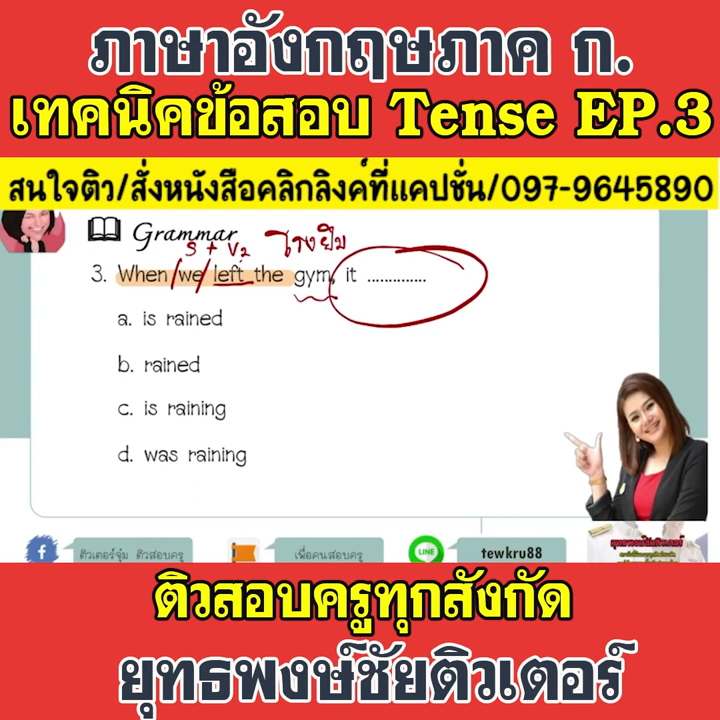 ภาษาอังกฤษภาค ก.
เทคนิคข้อสอบ Tense EP.3
สนใจติว/สั่งหนังสือคลิกลิงค์ที่แคปชั่น/097-9645890
Grammar
S + V2 โรงยิม
3. When we left the gym, it ..............
a. is rained
b. rained
c. is raining
d. was raining
ติวเตอร์จุ๋ม ติวสอบครู
เพื่อคนสอบครู
LINE
tewkru88
ติวสอบครูทุกสังกัด
ยุทธพงษ์ชัยติวเตอร์